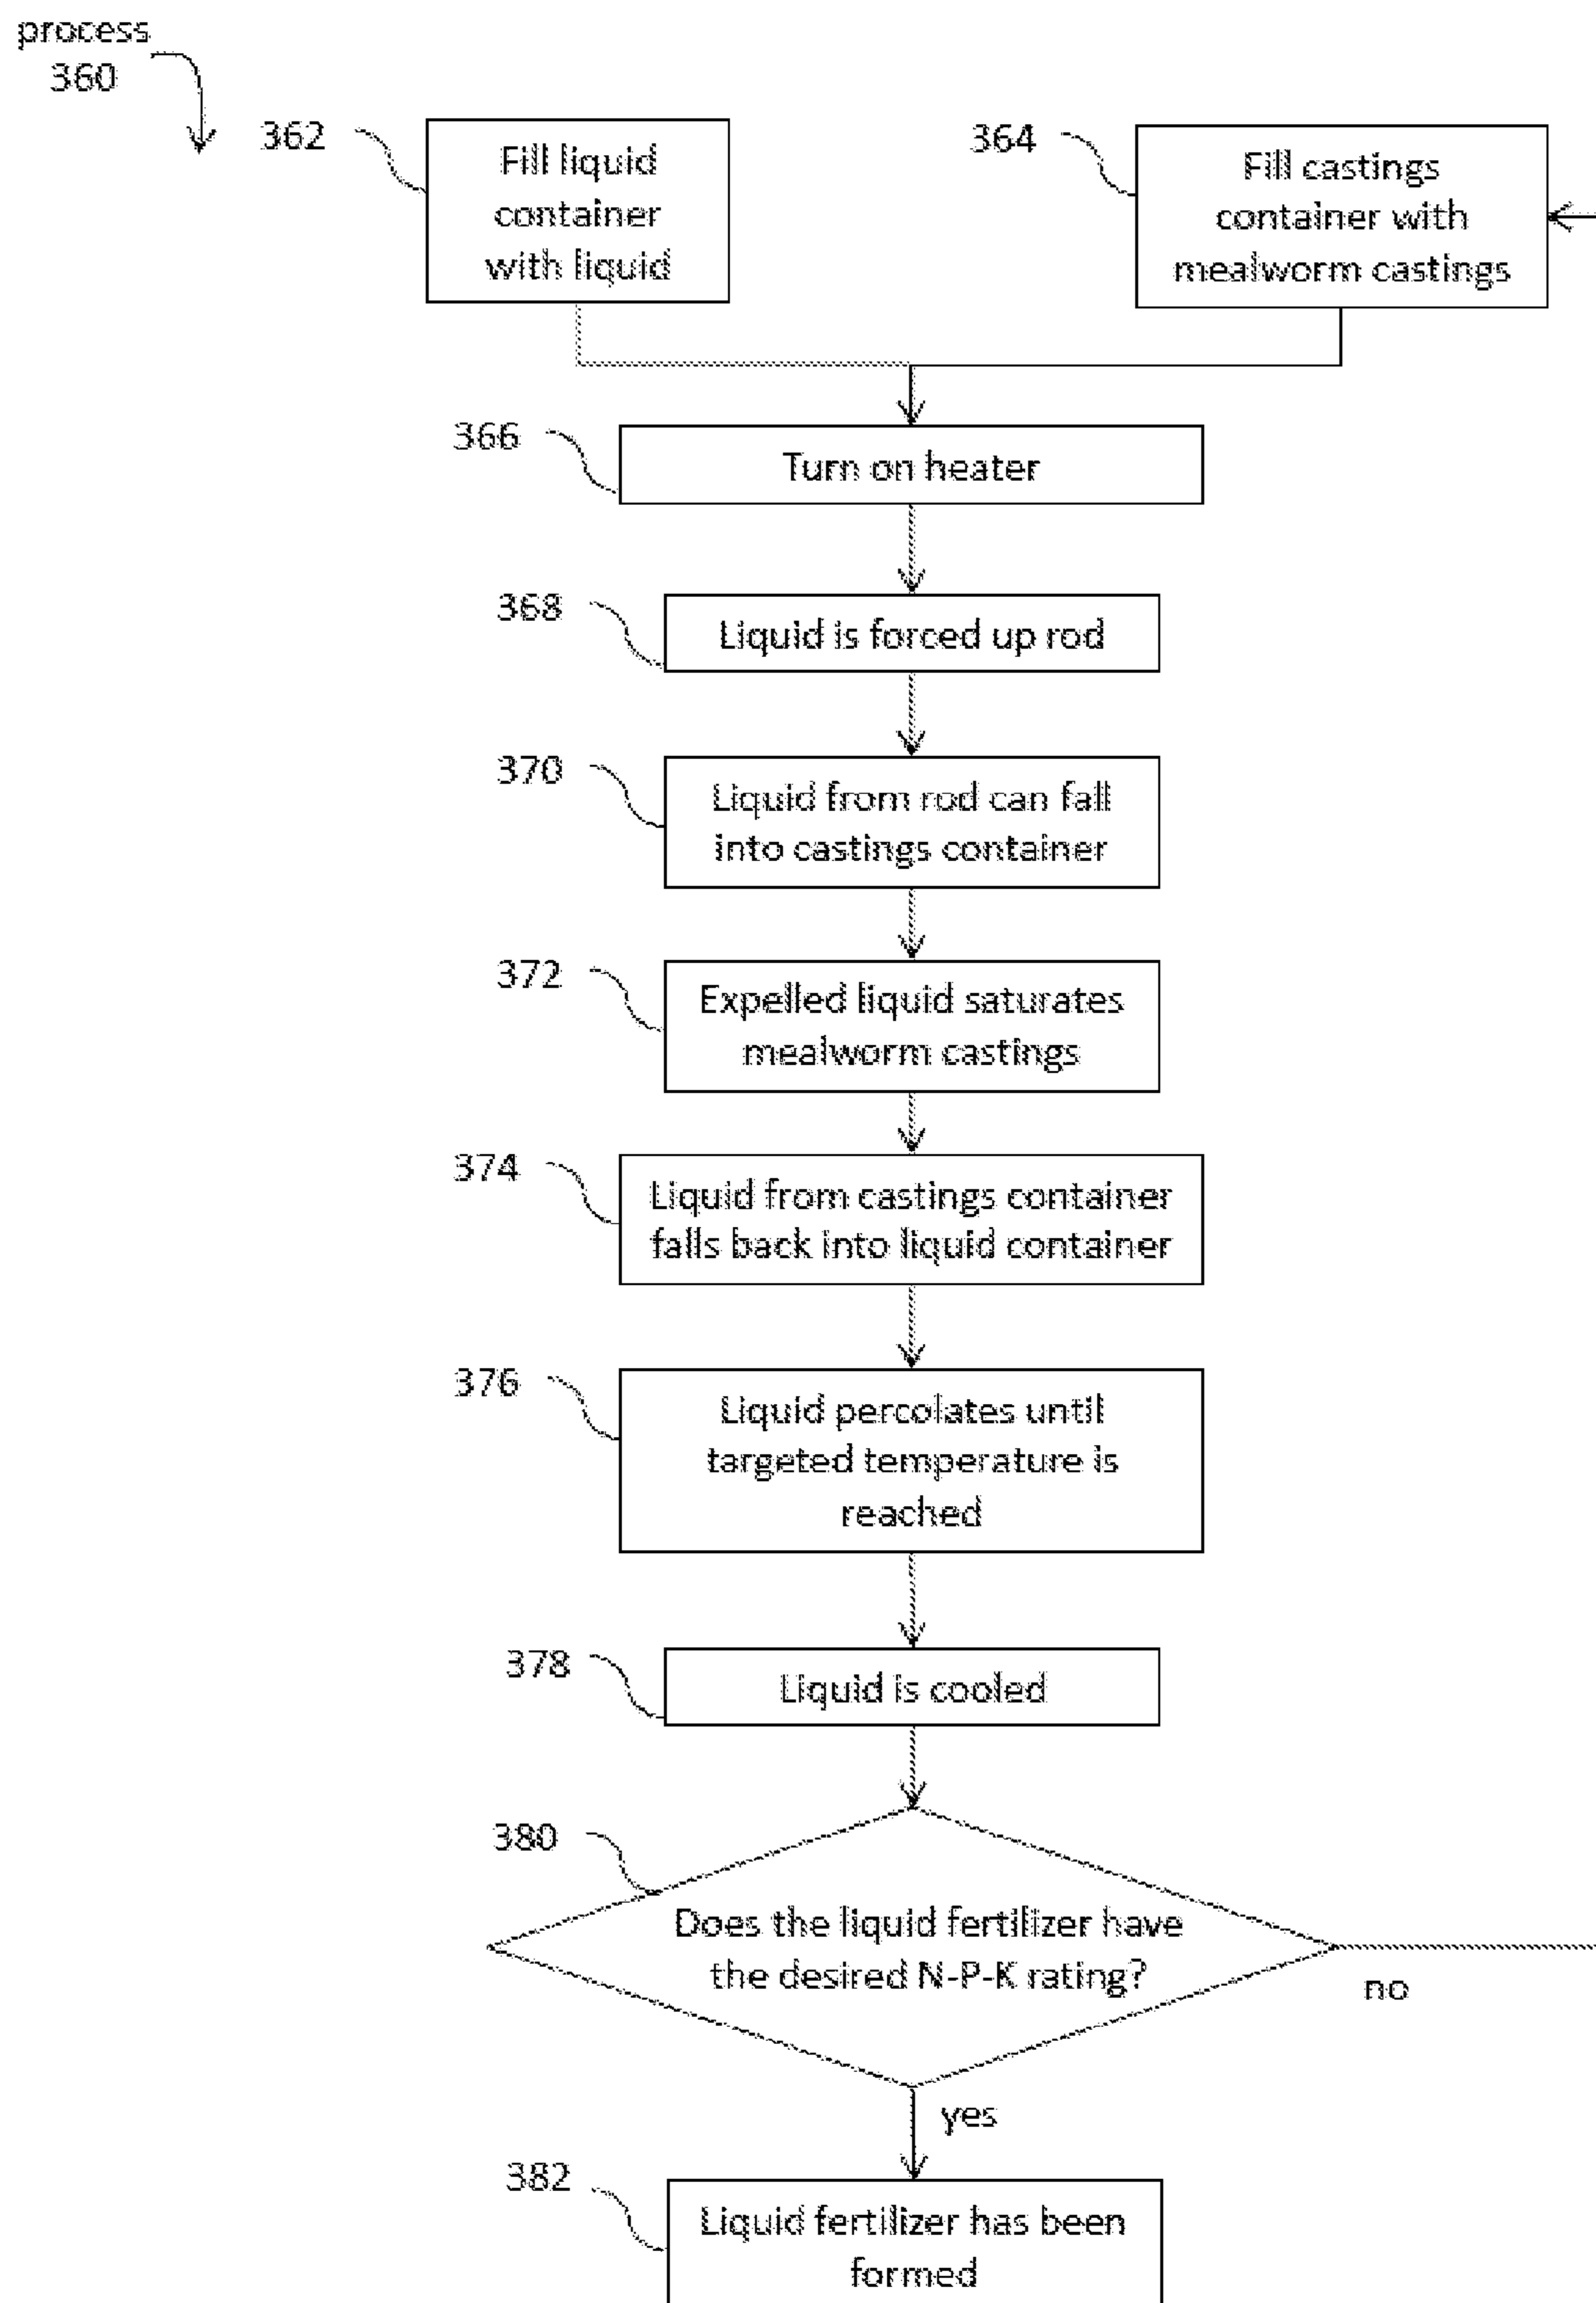 process
360
362
Fill liquid
container
with liquid
364
Fill castings
container with
mealworm castings
366
Turn on heater
368
Liquid is forced up rod
370
Liquid from rod can fall
into castings container
372
Expelled liquid saturates
mealworm castings
374
Liquid from castings container
falls back into liquid container
376
Liquid percolates until
targeted temperature is
reached
378
Liquid is cooled
380
Does the liquid fertilizer have
the desired N-P-K rating?
no
yes
382
Liquid fertilizer has been
formed